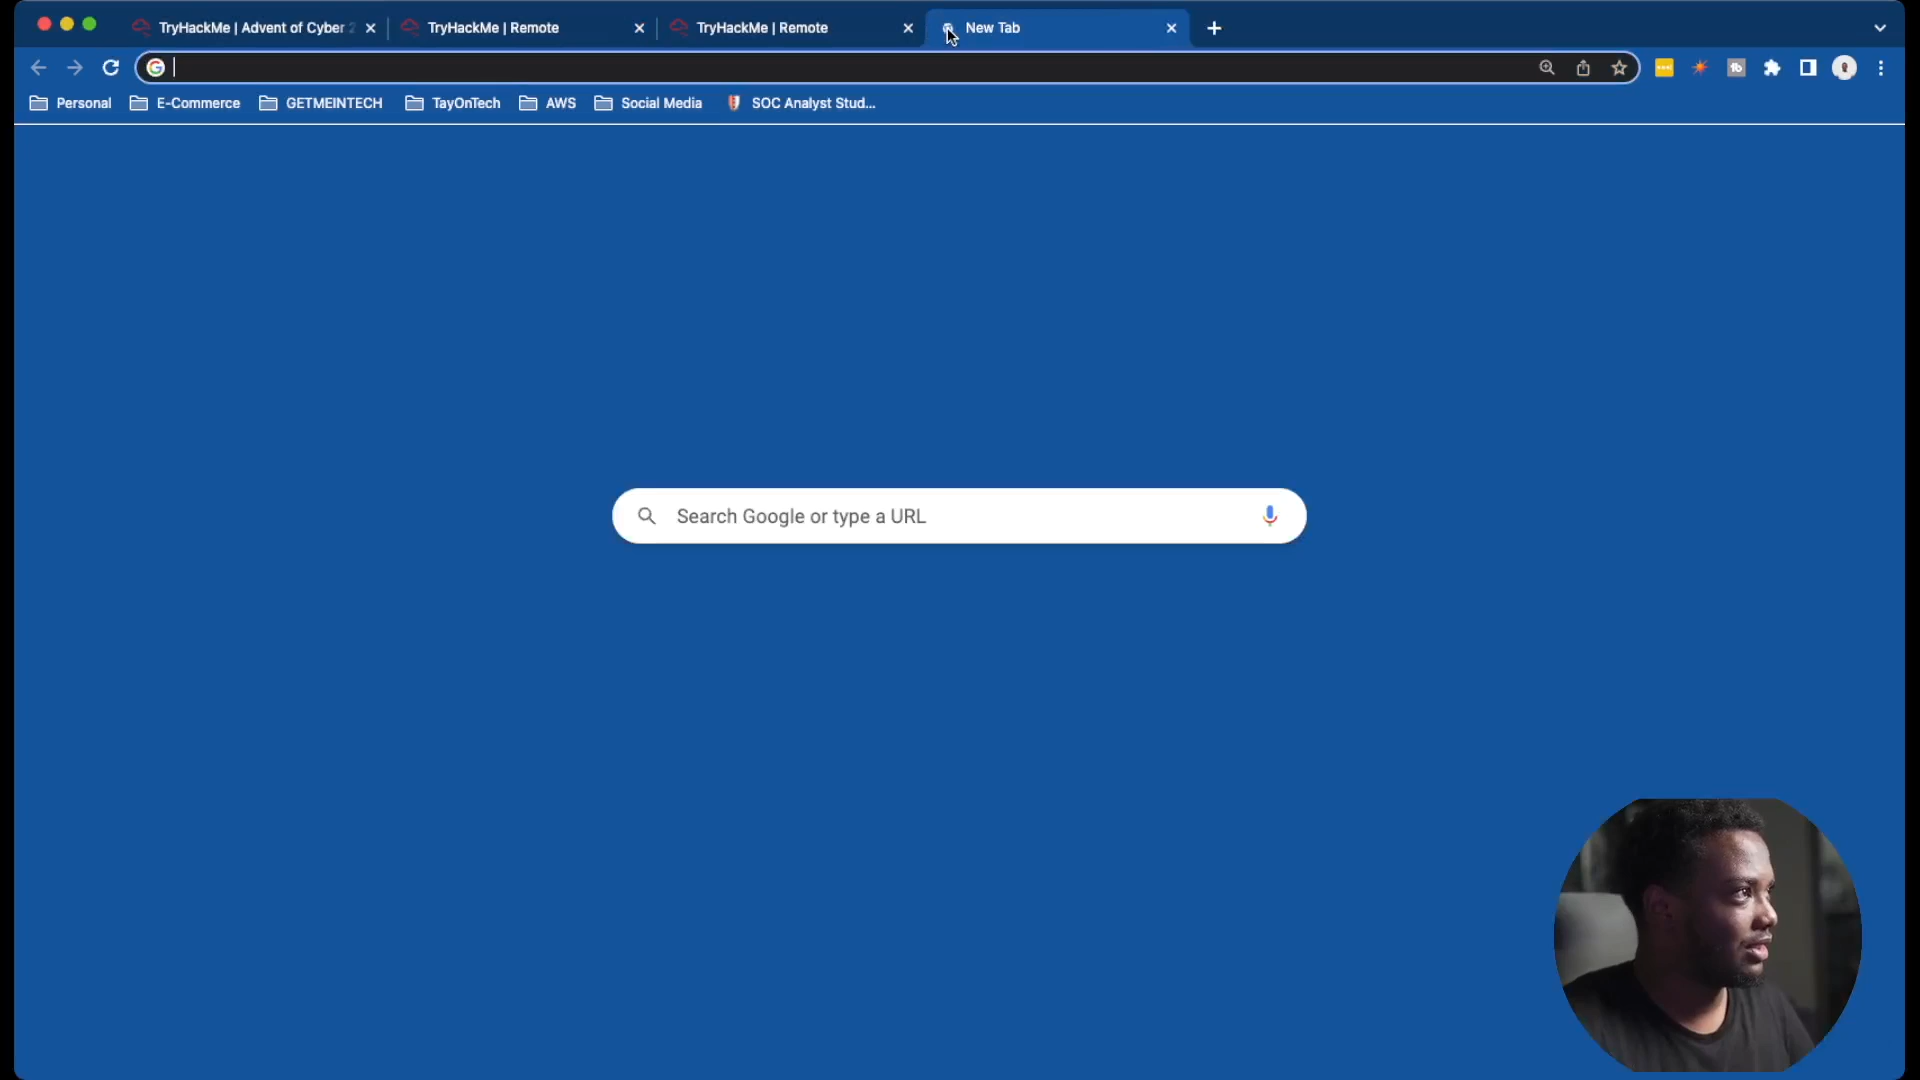 TryHackMe | Advent of Cyber 2
TryHackMe | Remote
TryHackMe | Remote
New Tab
Personal
E-Commerce
GETMEINTECH
TayOnTech
AWS
Social Media
SOC Analyst Stud...
Search Google or type a URL